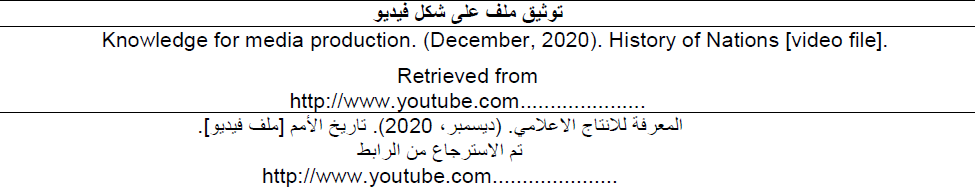 توثيق ملف على شكل فيديو
Knowledge for media production. (December, 2020). History of Nations [video file].
Retrieved from
http://www.youtube.com.....................
المعرفة للانتاج الاعلامي. (ديسمبر، 2020). تاريخ الأمم [ملف فيديو].
تم الاسترجاع من الرابط
http://www.youtube.com.....................